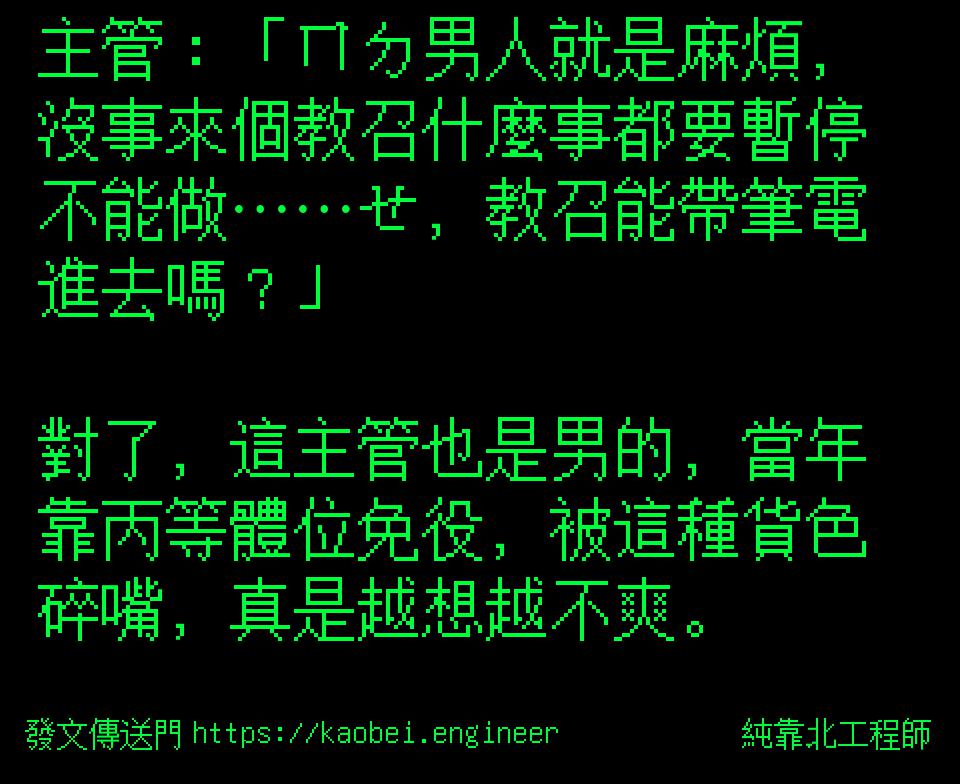 主管：「ㄇㄉ男人就是麻煩，
沒事來個教召什麼事都要暫停
不能做……ㄝ，教召能帶筆電
進去嗎？」
對了，這主管也是男的，當年
靠丙等體位免役，被這種貨色
碎嘴，真是越想越不爽。
發文傳送門 https://kaobei.engineer 純靠北工程師